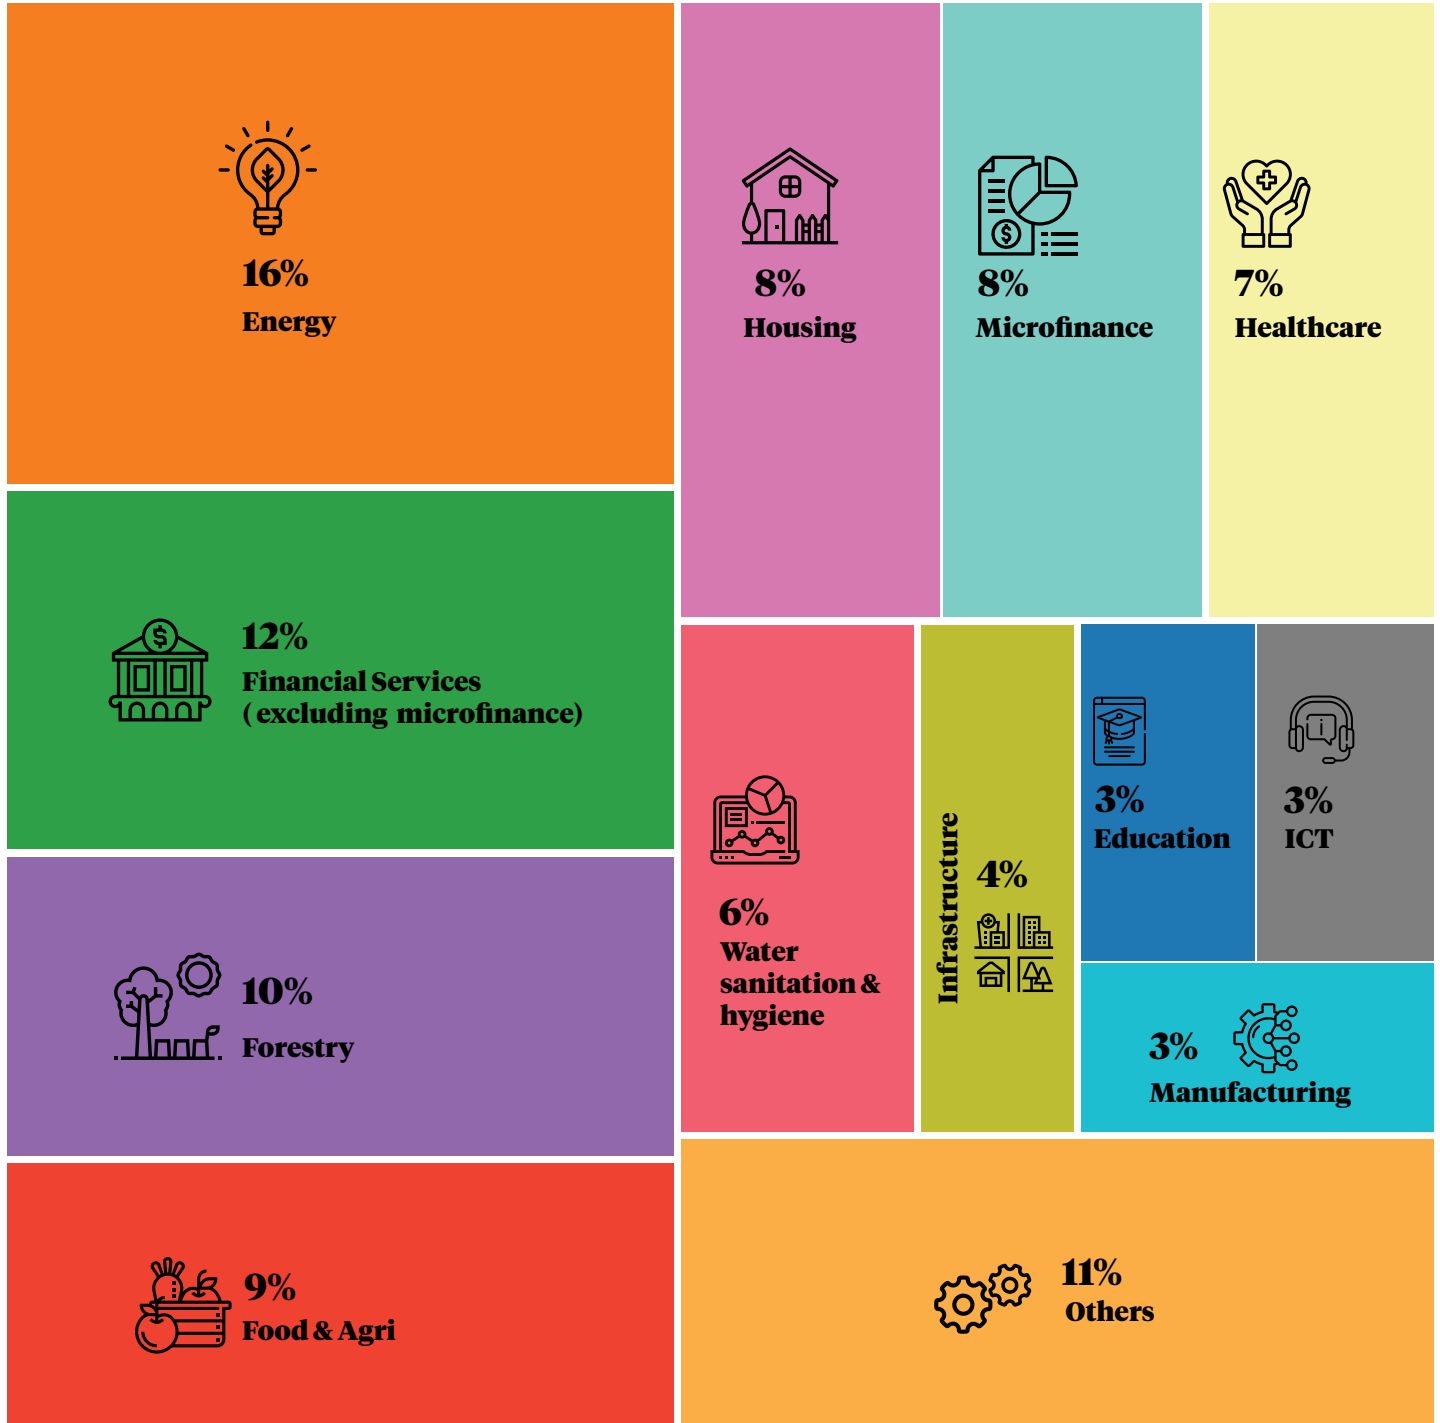 16%
Energy
12%
Financial Services
(excluding microfinance)
10%
Forestry
9%
Food & Agri
8%
Housing
8%
Microfinance
7%
Healthcare
6%
Water
sanitation &
hygiene
Infrastructure
4%
3%
Education
i
3%
ICT
3%
Manufacturing
11%
Others